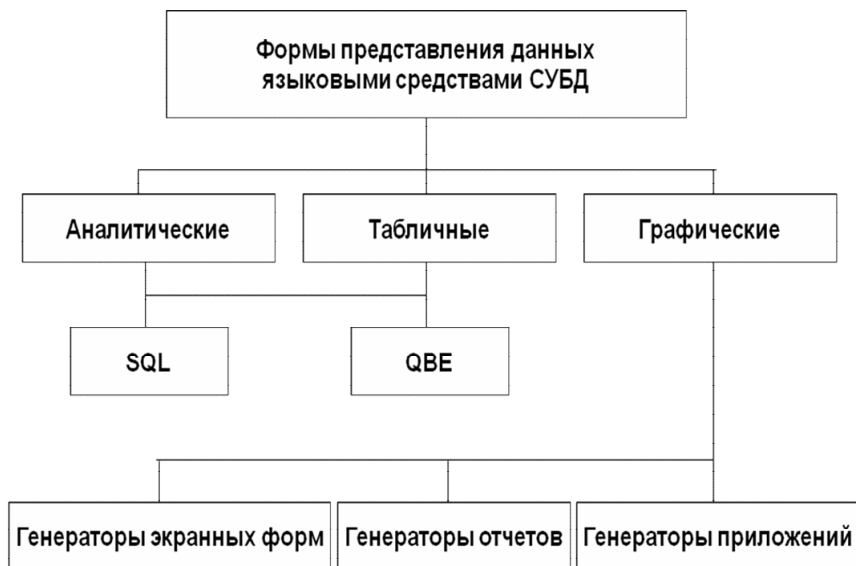 Формы представления данных
языковыми средствами СУБД
Аналитические
Табличные
Графические
SQL
QBE
Генераторы экранных форм
Генераторы отчетов
Генераторы приложений